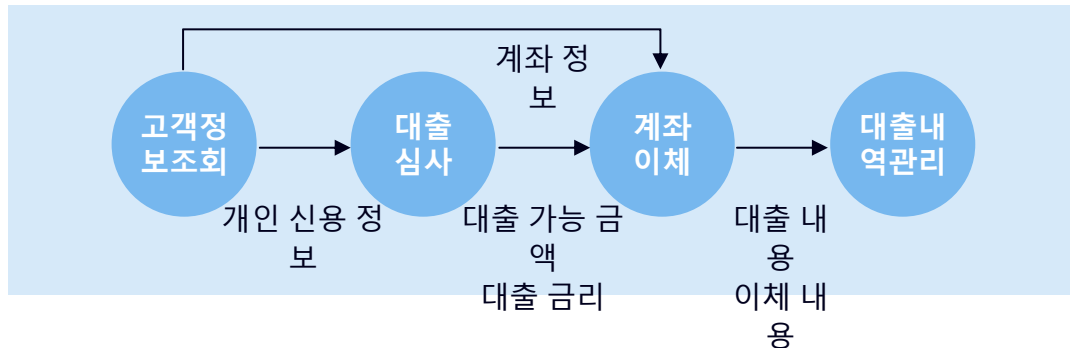 계좌 정
보
고객정
보조회
대출
심사
계좌
이체
대출내
역관리
개인 신용 정
보
대출 가능 금
액
대출 금리
대출 내
용
이체 내
용